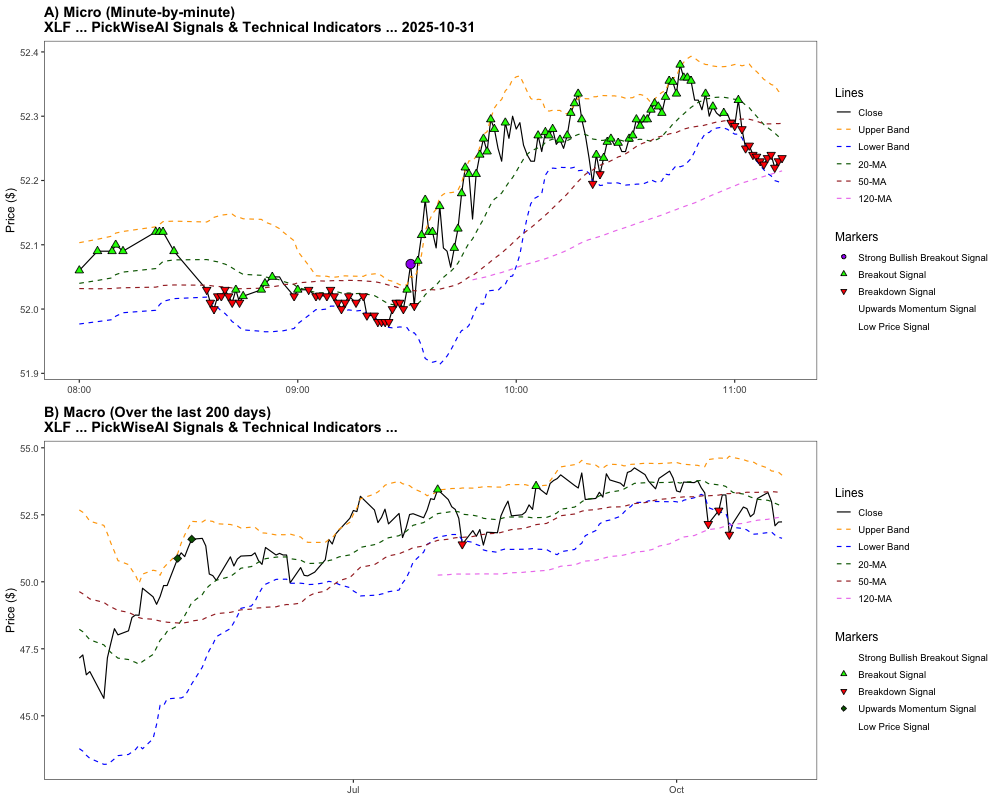 A) Micro (Minute-by-minute)
XLF ... PickWiseAI Signals & Technical Indicators ... 2025-10-31
52.4
52.3
52.2
52.1
52.0
51.9
Price ($)
08:00
09:00
10:00
11:00
Lines
Close
Upper Band
Lower Band
20-MA
50-MA
120-MA
Markers
Strong Bullish Breakout Signal
Breakout Signal
Breakdown Signal
Upwards Momentum Signal
Low Price Signal
B) Macro (Over the last 200 days)
XLF ... PickWiseAI Signals & Technical Indicators ...
55.0
52.5
50.0
47.5
45.0
Price ($)
Jul
Oct
Lines
Close
Upper Band
Lower Band
20-MA
50-MA
120-MA
Markers
Strong Bullish Breakout Signal
Breakout Signal
Breakdown Signal
Upwards Momentum Signal
Low Price Signal